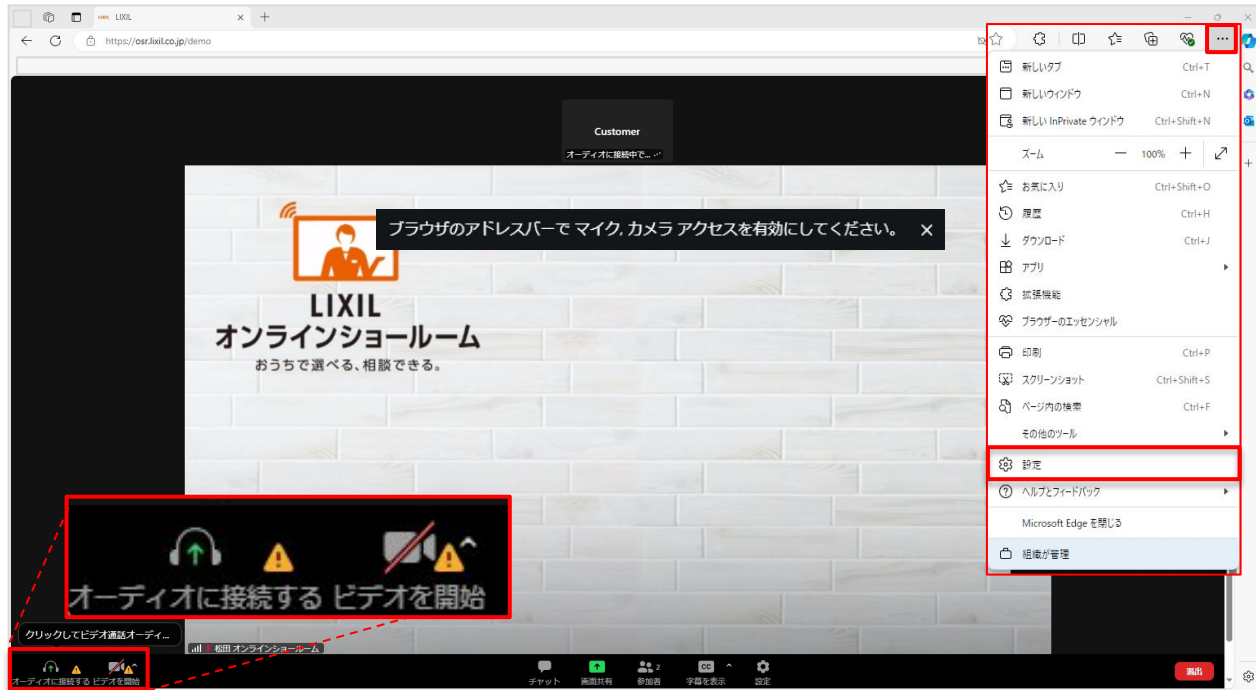 LIXIL
https://osr.lixil.co.jp/demo
Customer
オーディオに接続中で...
ブラウザのアドレスバーで マイク, カメラ アクセスを有効にしてください。 ×
LIXIL
オンラインショールーム
おうちで選べる、相談できる。
オーディオに接続する ビデオを開始
クリックしてビデオ通話オーディ...
松田 オンラインショールーム
オーディオに接続する ビデオを開始
チャット
画面共有
参加者 2
CC
字幕を表示
設定
退出
新しいタブ Ctrl+T
新しいウィンドウ Ctrl+N
新しい InPrivate ウィンドウ Ctrl+Shift+N
ズーム — 100% +
お気に入り Ctrl+Shift+O
履歴 Ctrl+H
ダウンロード Ctrl+J
アプリ
拡張機能
ブラウザーのエッセンシャル
印刷 Ctrl+P
スクリーンショット Ctrl+Shift+S
ページ内の検索 Ctrl+F
その他のツール
設定
ヘルプとフィードバック
Microsoft Edge を閉じる
組織が管理